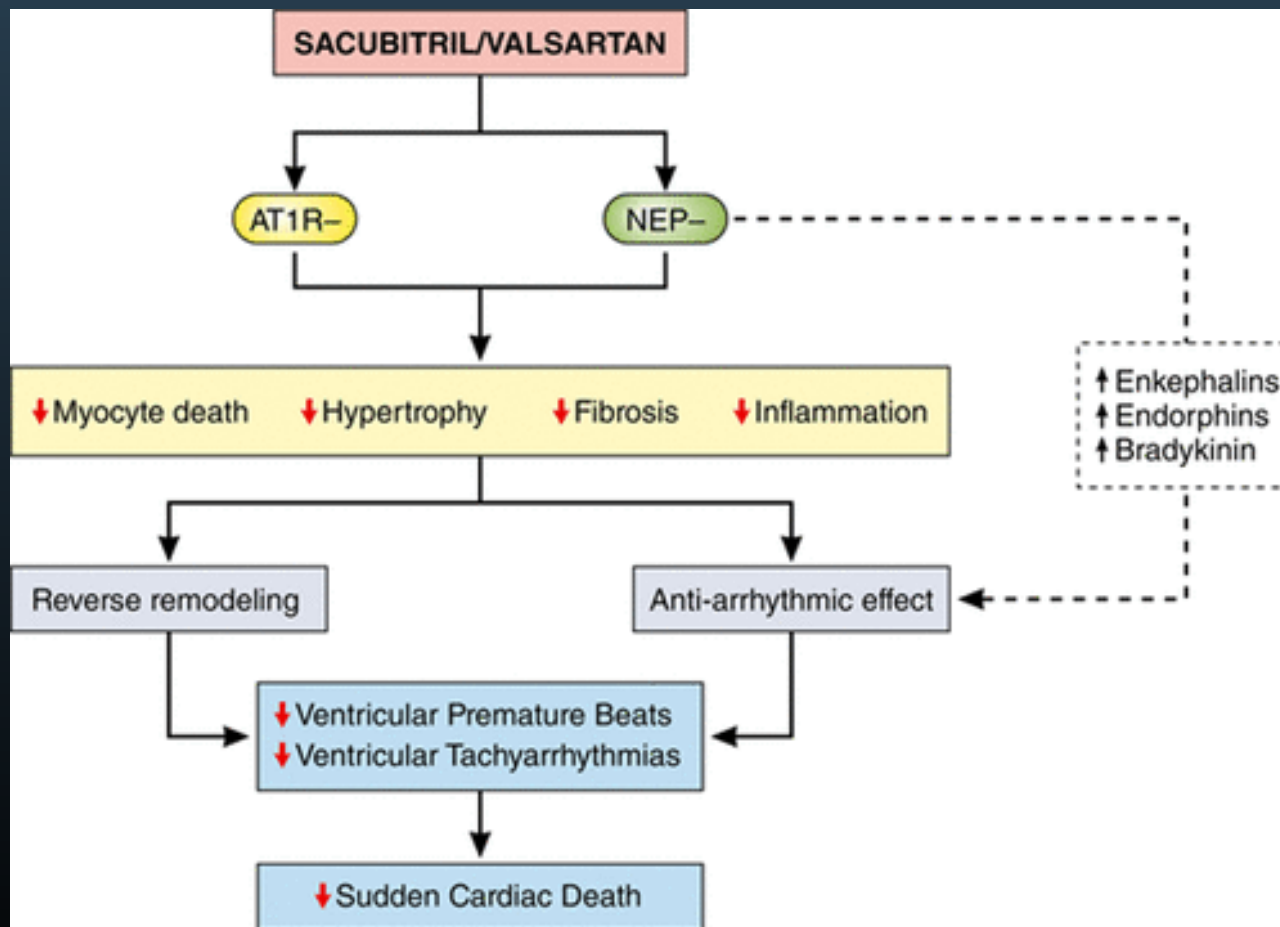 SACUBITRIL/VALSARTAN
AT1R–
NEP–
↑Enkephalins
↑Endorphins
↑Bradykinin
↓Myocyte death ↓Hypertrophy ↓Fibrosis ↓Inflammation
Reverse remodeling
Anti-arrhythmic effect
↓Ventricular Premature Beats
↓Ventricular Tachyarrhythmias
↓Sudden Cardiac Death